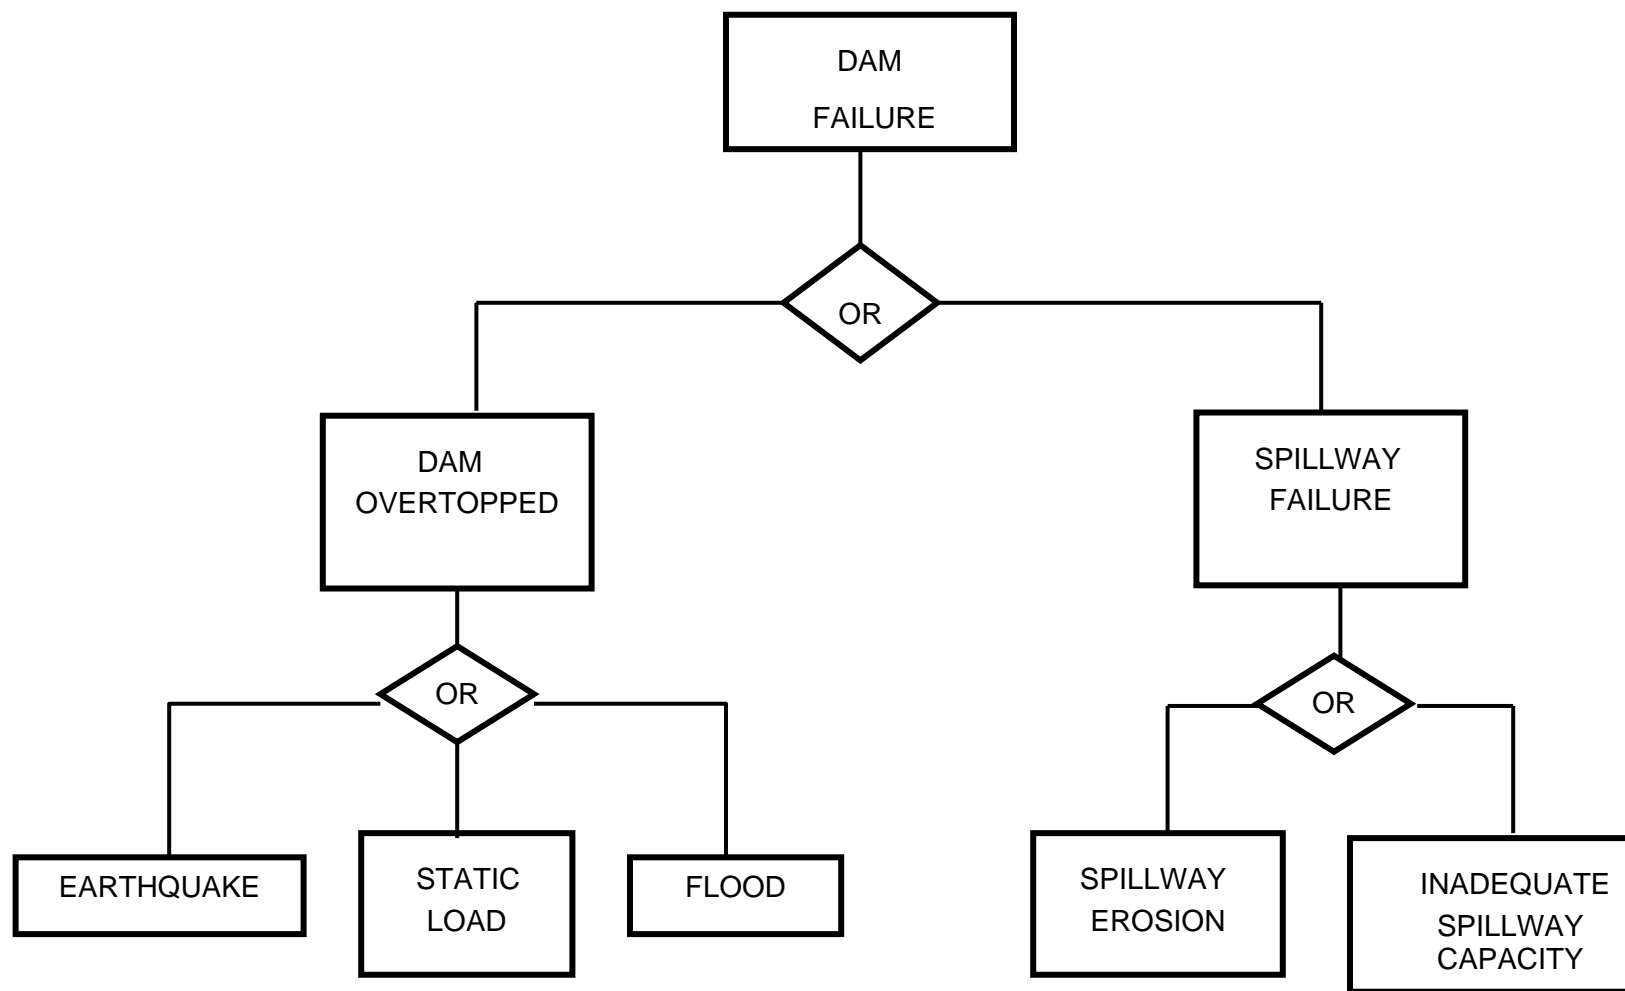 DAM
FAILURE
OR
DAM
OVERTOPPED
SPILLWAY
FAILURE
OR
OR
EARTHQUAKE
STATIC
LOAD
FLOOD
SPILLWAY
EROSION
INADEQUATE
SPILLWAY
CAPACITY